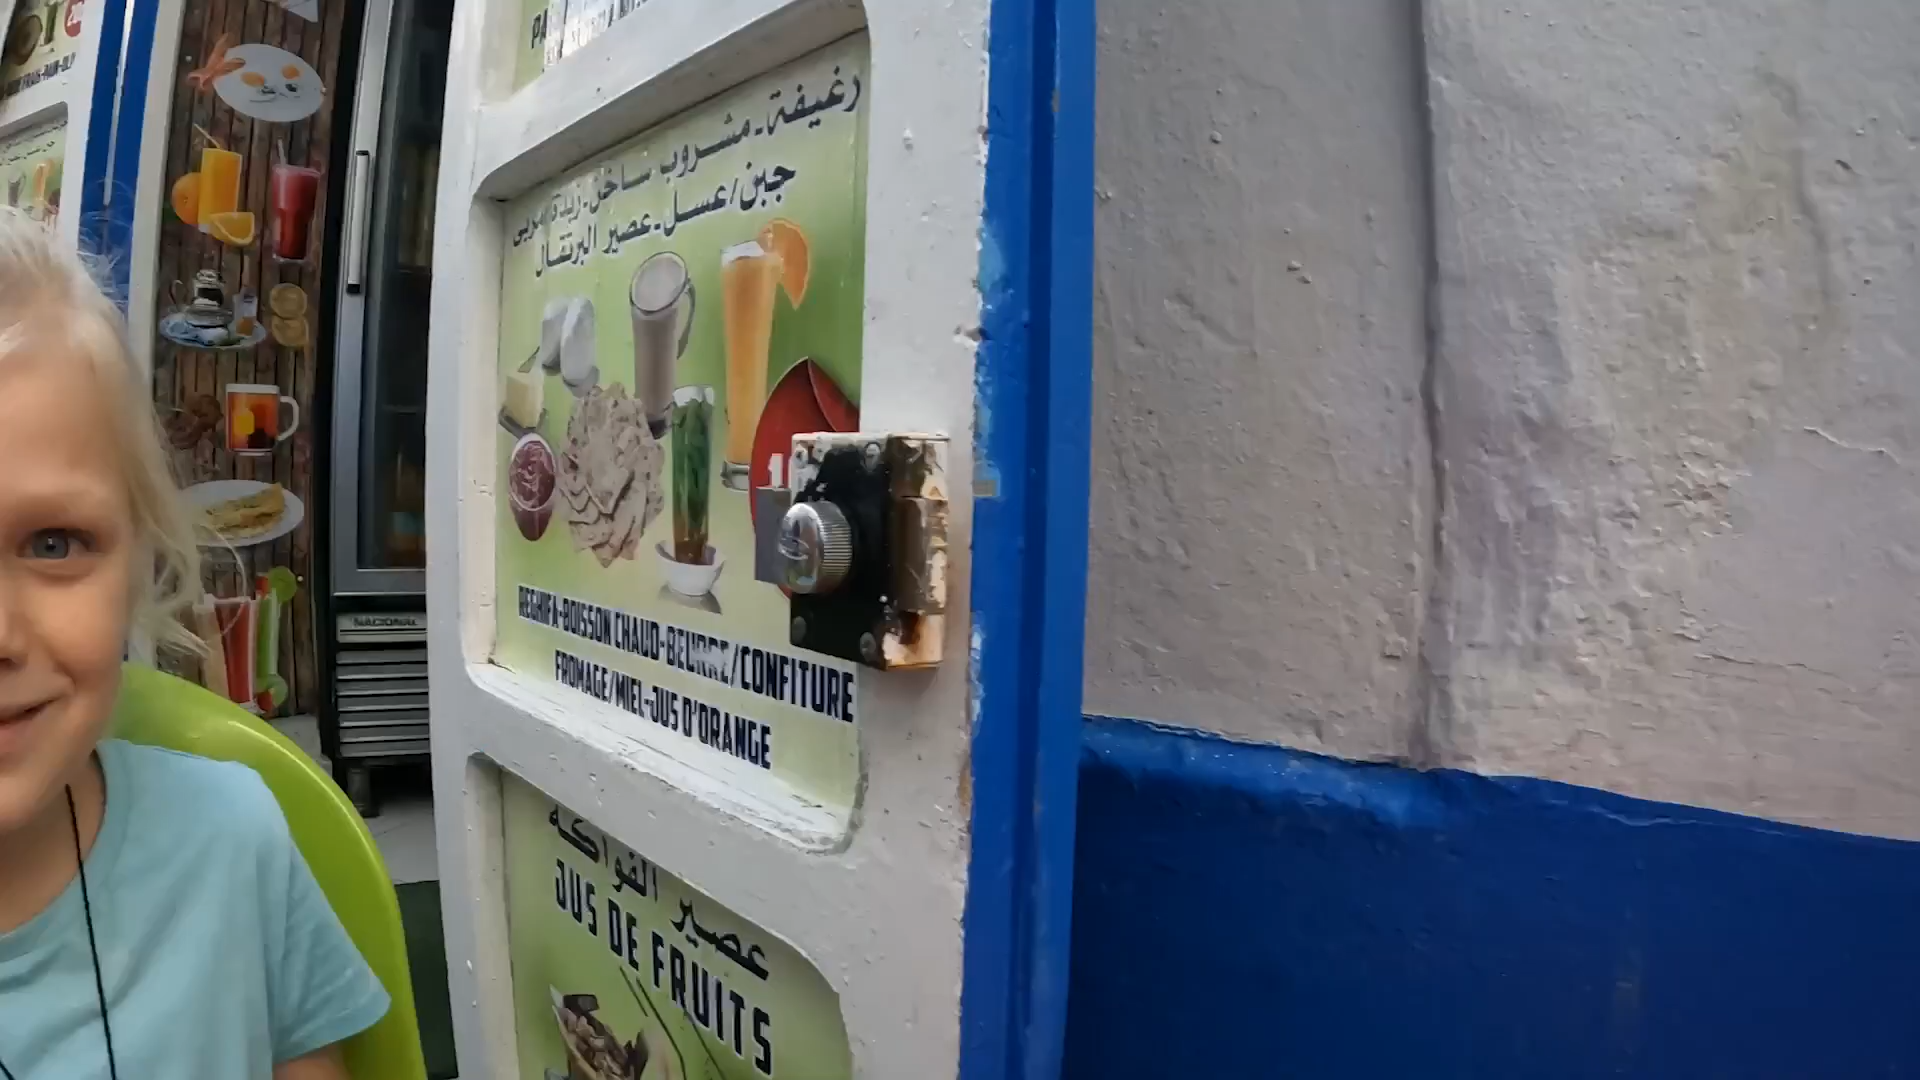 رغيفة-مشروب ساخن-زبدة/مربى
جبن/عسل-عصير البرتقال
REGHIFA-BOISSON CHAUD-BEURRE/CONFITURE
FROMAGE/MIEL-JUS D'ORANGE
عصير الفواكه
JUS DE FRUITS
NACIONAL